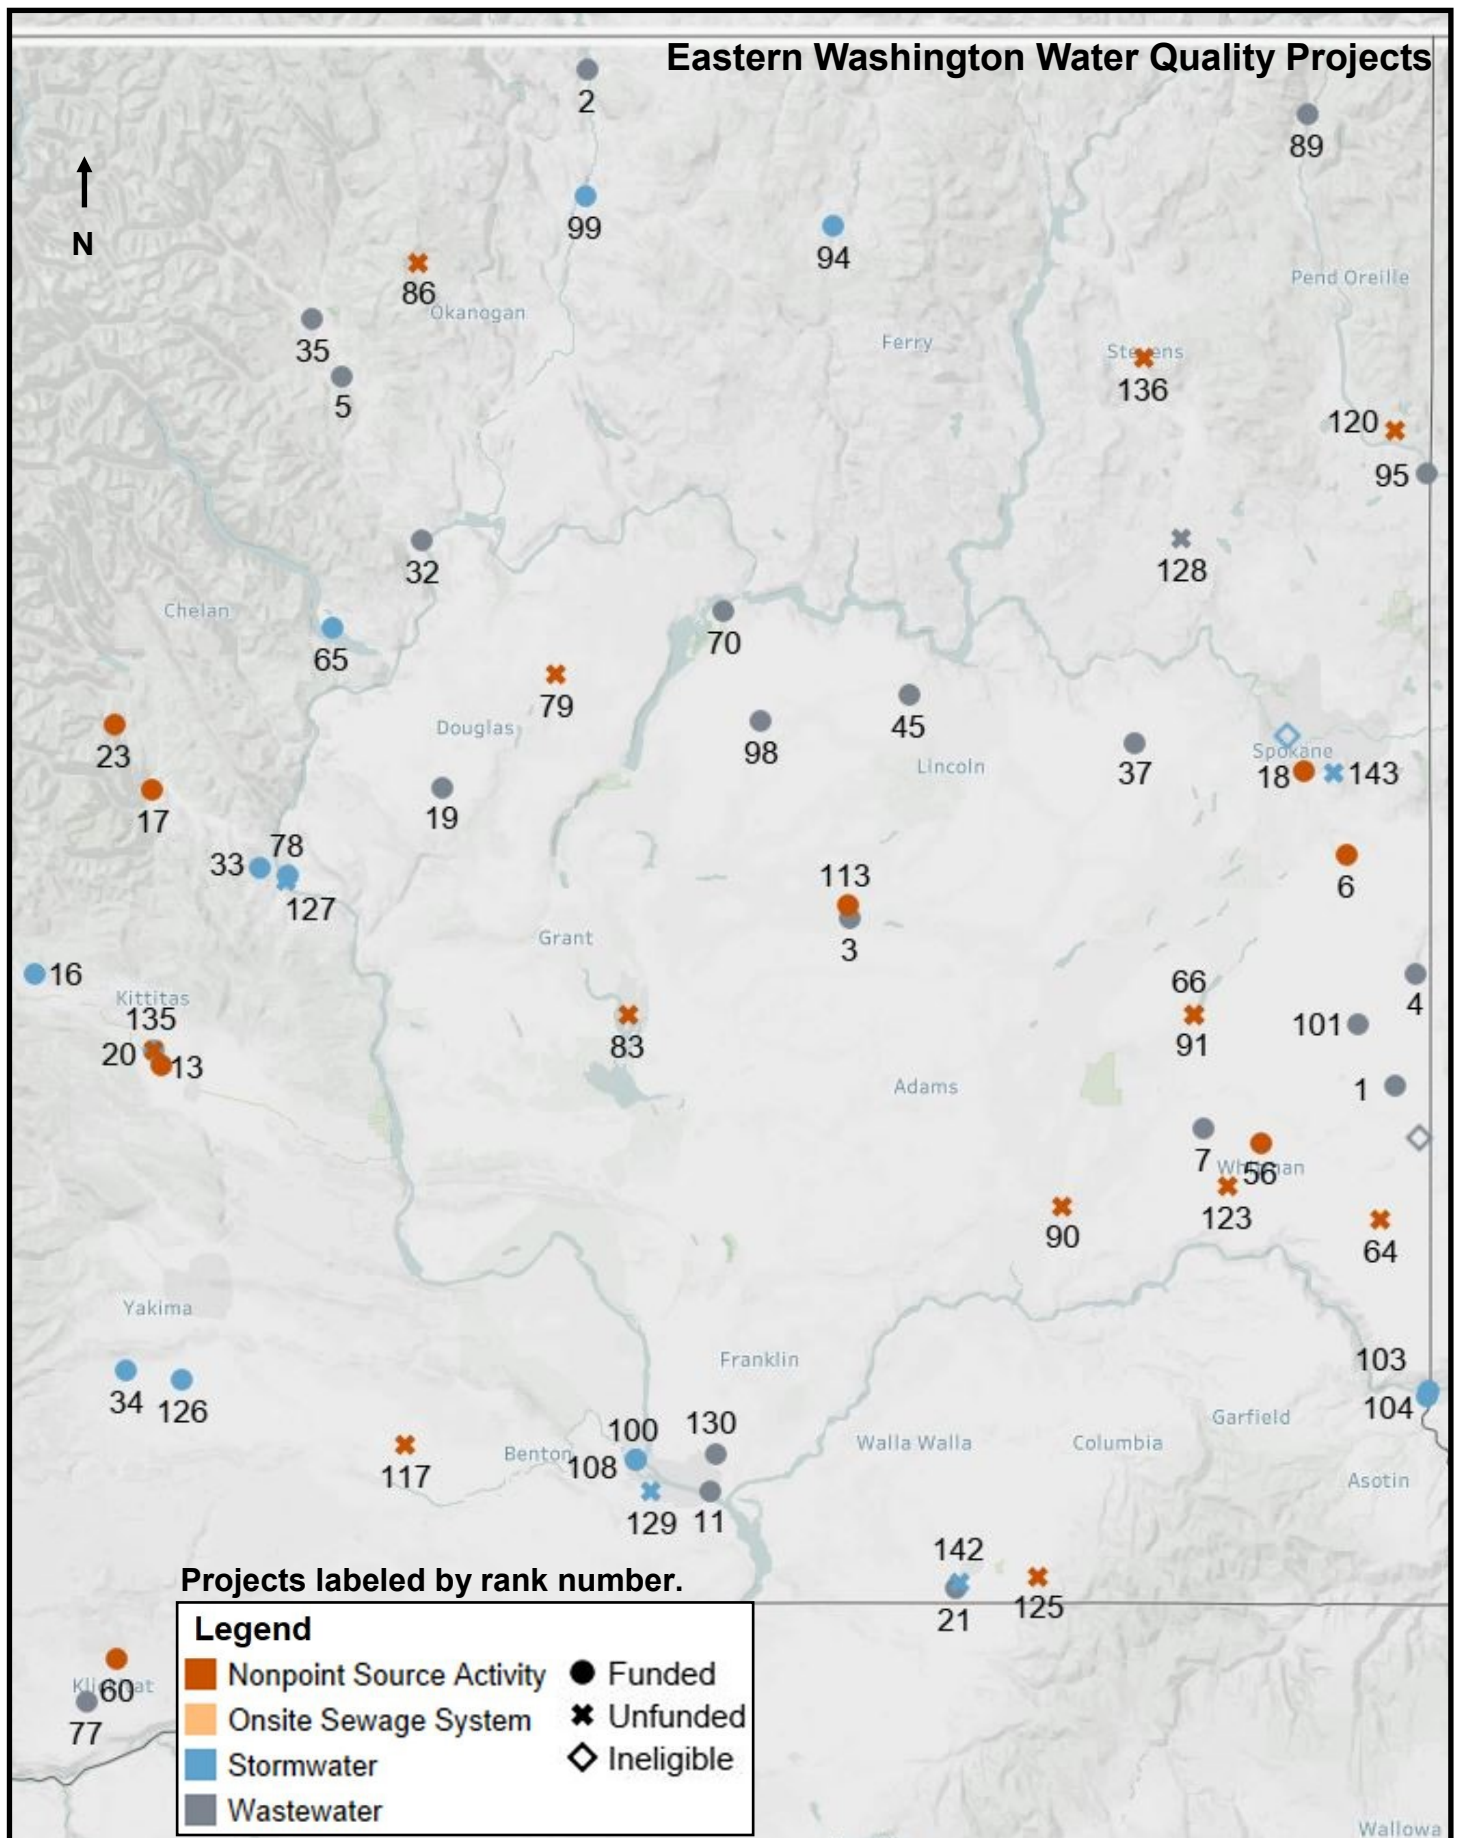 Eastern Washington Water Quality Projects
2
89
N
99
94
86
Okanogan
Pend Oreille
35
Ferry
Stevens
5
136
120
95
32
128
Chelan
65
70
79
Douglas
45
98
Lincoln
23
37
Spokane
18
143
17
19
78
33
127
113
6
3
Grant
16
66
4
Kittitas
135
20
13
83
91
101
Adams
1
7
56
Whitman
123
90
64
Yakima
Franklin
103
34
126
104
Garfield
100
130
Walla Walla
Columbia
Benton
108
117
Asotin
129
11
142
21
125
Projects labeled by rank number.
Legend
Nonpoint Source Activity
Funded
Onsite Sewage System
Unfunded
Stormwater
Ineligible
Wastewater
Klickitat
60
77
Wallowa